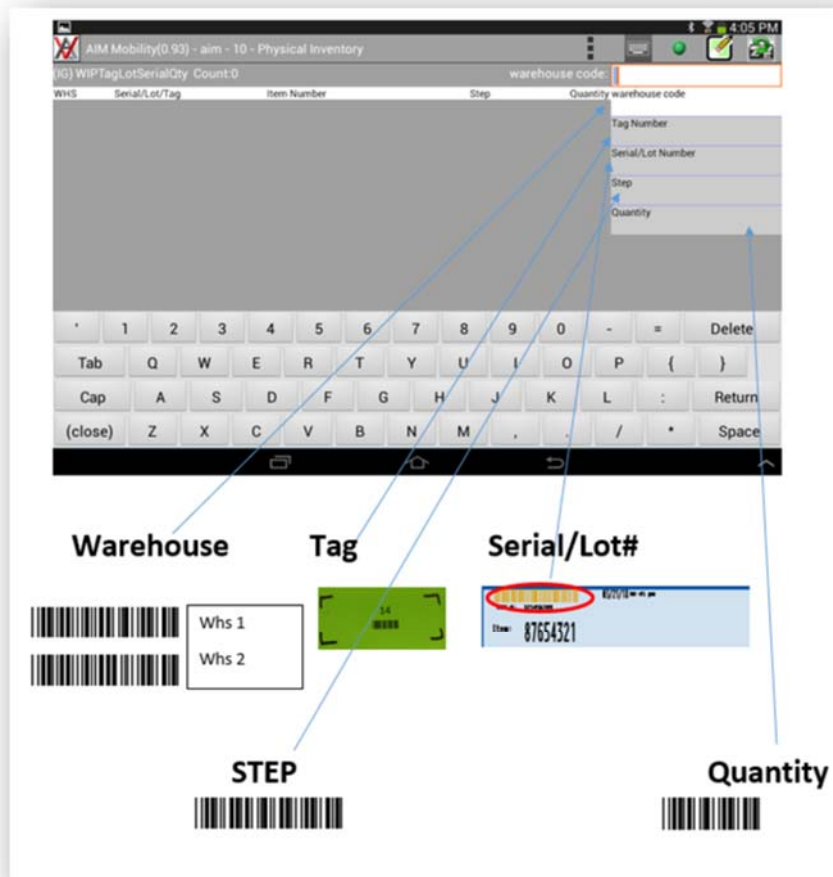 4:05 PM
AIM Mobility(0.93) - aim - 10 - Physical Inventory
(IG) WIPTagLotSerialQty Count:0 warehouse code:
WHS Serial/Lot/Tag Item Number Step Quantity warehouse code
Tag Number
Serial/Lot Number
Step
Quantity
' 1 2 3 4 5 6 7 8 9 0 - = Delete
Tab Q W E R T Y U I O P { }
Cap A S D F G H J K L : Return
(close) Z X C V B N M , . / * Space
Warehouse Tag Serial/Lot#
Whs 1
Whs 2
14
Item: 87654321
STEP Quantity